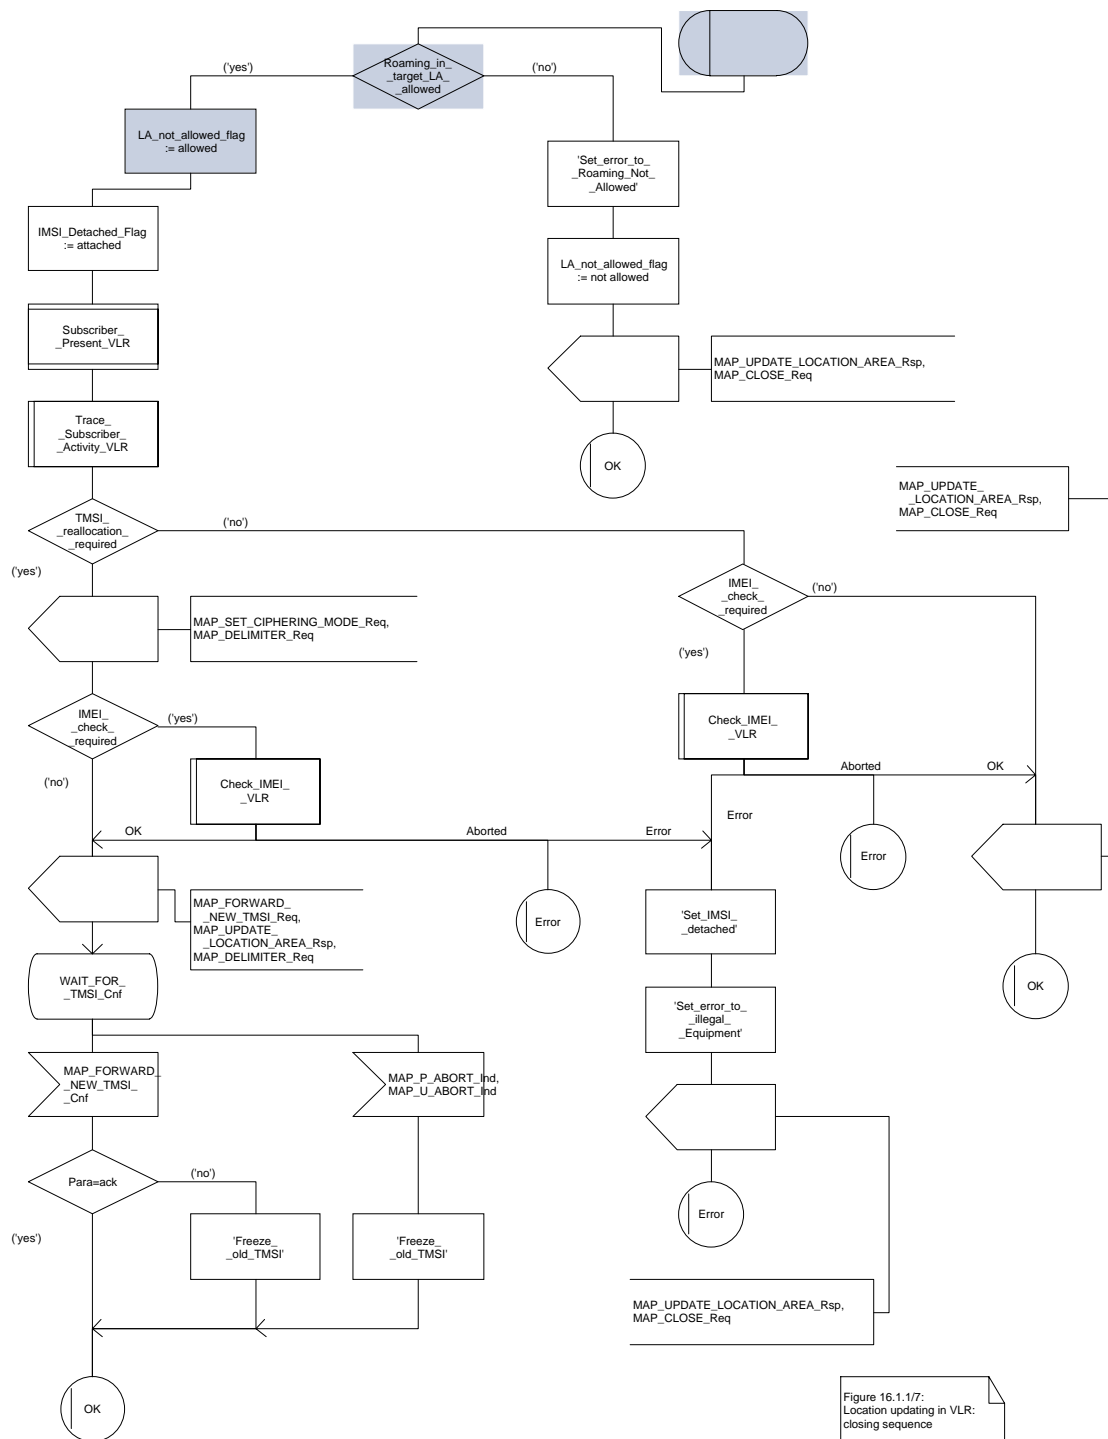 ('yes')
Roaming_in_
_target_LA_
_allowed
('no')
LA_not_allowed_flag
:= allowed
'Set_error_to_
_Roaming_Not_
_Allowed'
IMSI_Detached_Flag
:= attached
LA_not_allowed_flag
:= not allowed
Subscriber_
_Present_VLR
MAP_UPDATE_LOCATION_AREA_Rsp,
MAP_CLOSE_Req
Trace_
_Subscriber_
_Activity_VLR
OK
MAP_UPDATE_
_LOCATION_AREA_Rsp,
MAP_CLOSE_Req
TMSI_
_reallocation_
_required
('no')
('yes')
IMEI_
_check_
_required
('no')
MAP_SET_CIPHERING_MODE_Req,
MAP_DELIMITER_Req
('yes')
IMEI_
_check_
_required
('yes')
Check_IMEI_
_VLR
('no')
Check_IMEI_
_VLR
Aborted
OK
Error
OK
Aborted
Error
Error
MAP_FORWARD_
_NEW_TMSI_Req,
MAP_UPDATE_
_LOCATION_AREA_Rsp,
MAP_DELIMITER_Req
Error
'Set_IMSI_
_detached'
WAIT_FOR_
_TMSI_Cnf
OK
'Set_error_to_
_illegal_
_Equipment'
MAP_FORWARD_
_NEW_TMSI_
_Cnf
MAP_P_ABORT_Ind,
MAP_U_ABORT_Ind
Para=ack
('no')
('yes')
Error
'Freeze_
_old_TMSI'
'Freeze_
_old_TMSI'
MAP_UPDATE_LOCATION_AREA_Rsp,
MAP_CLOSE_Req
OK
Figure 16.1.1/7:
Location updating in VLR:
closing sequence